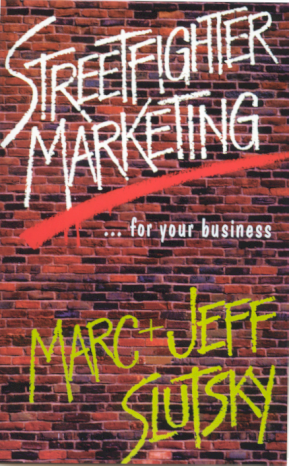 STREETFIGHTER
MARKETING
... for your business
MARC + JEFF
SLUTSKY